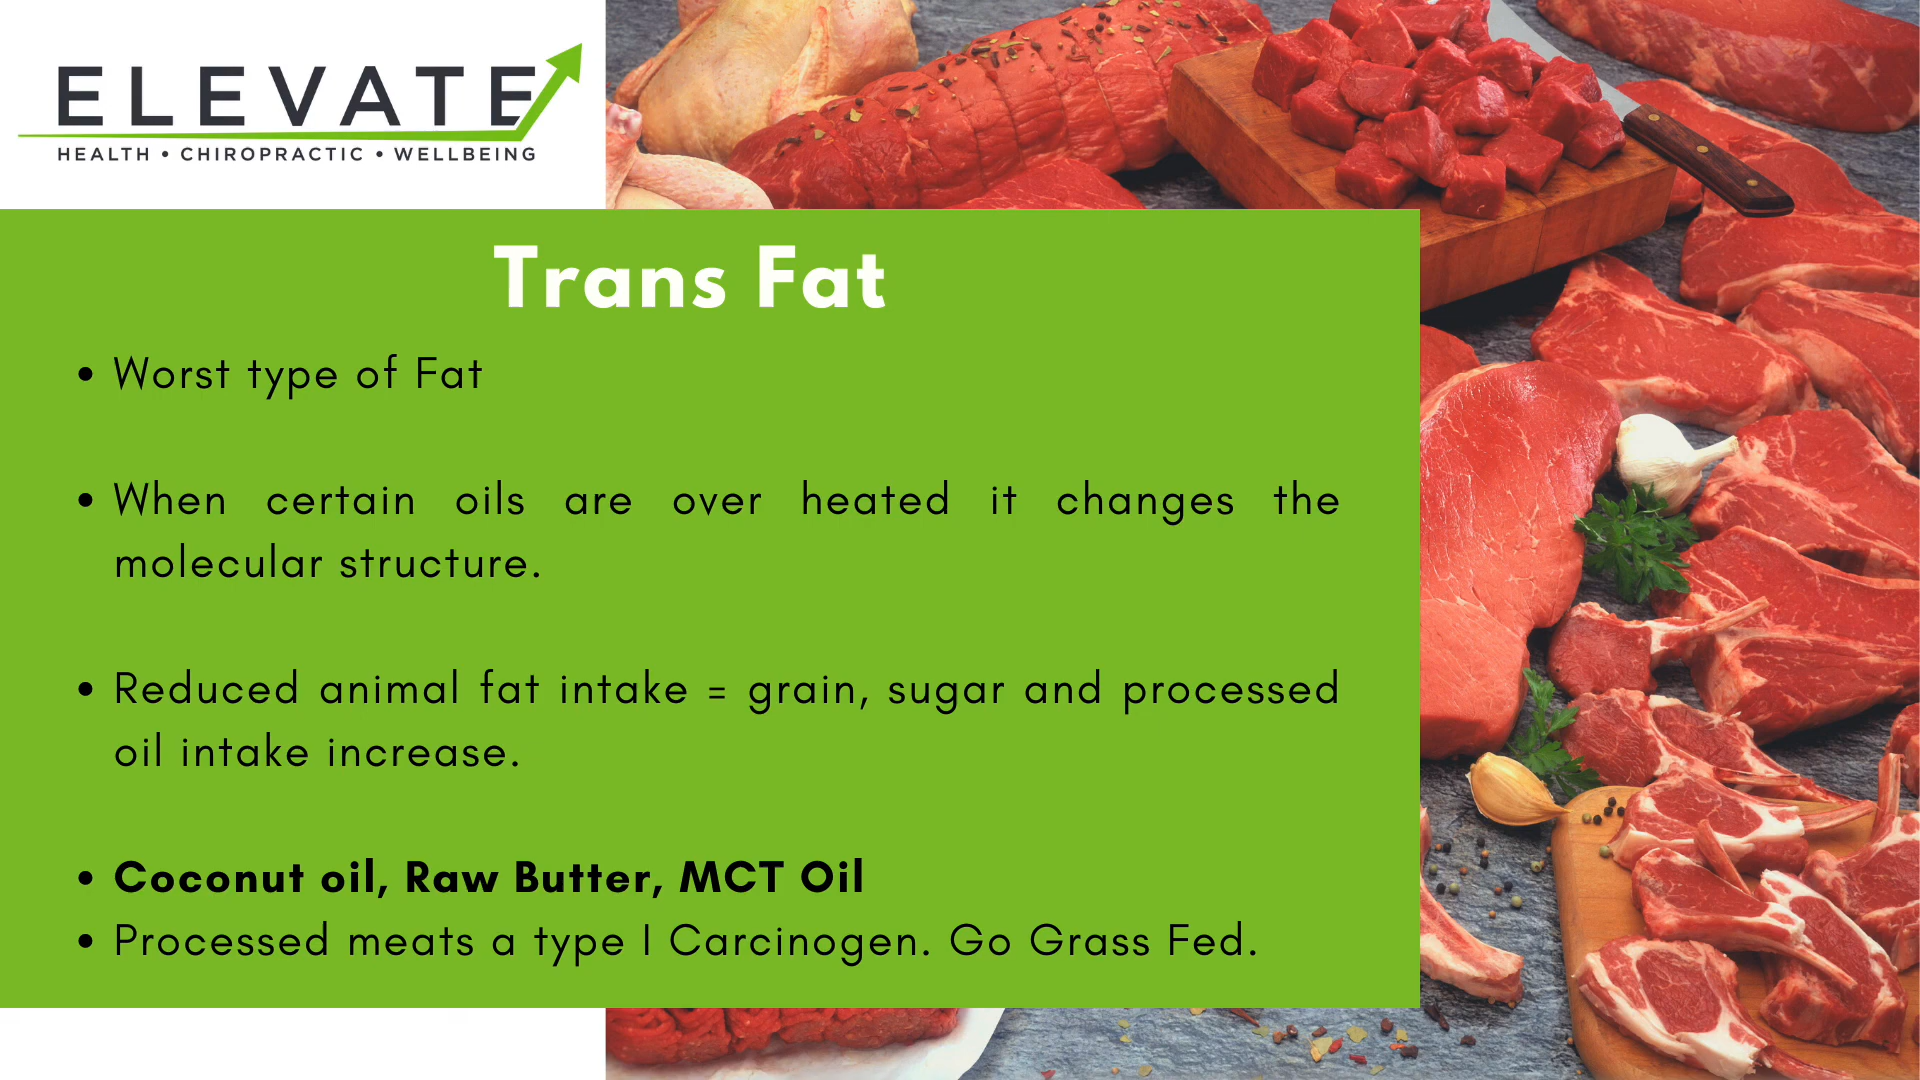 ELEVATE
HEALTH • CHIROPRACTIC • WELLBEING
Trans Fat
• Worst type of Fat
• When certain oils are over heated it changes the
molecular structure.
• Reduced animal fat intake = grain, sugar and processed
oil intake increase.
• Coconut oil, Raw Butter, MCT Oil
• Processed meats a type I Carcinogen. Go Grass Fed.